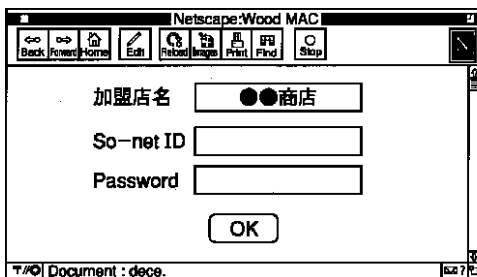 Netscape:Wood MAC
Back Forward Home Edit Reload Images Print Find Stop
加盟店名 ●●商店
So-net ID
Password
OK
Document : dece.